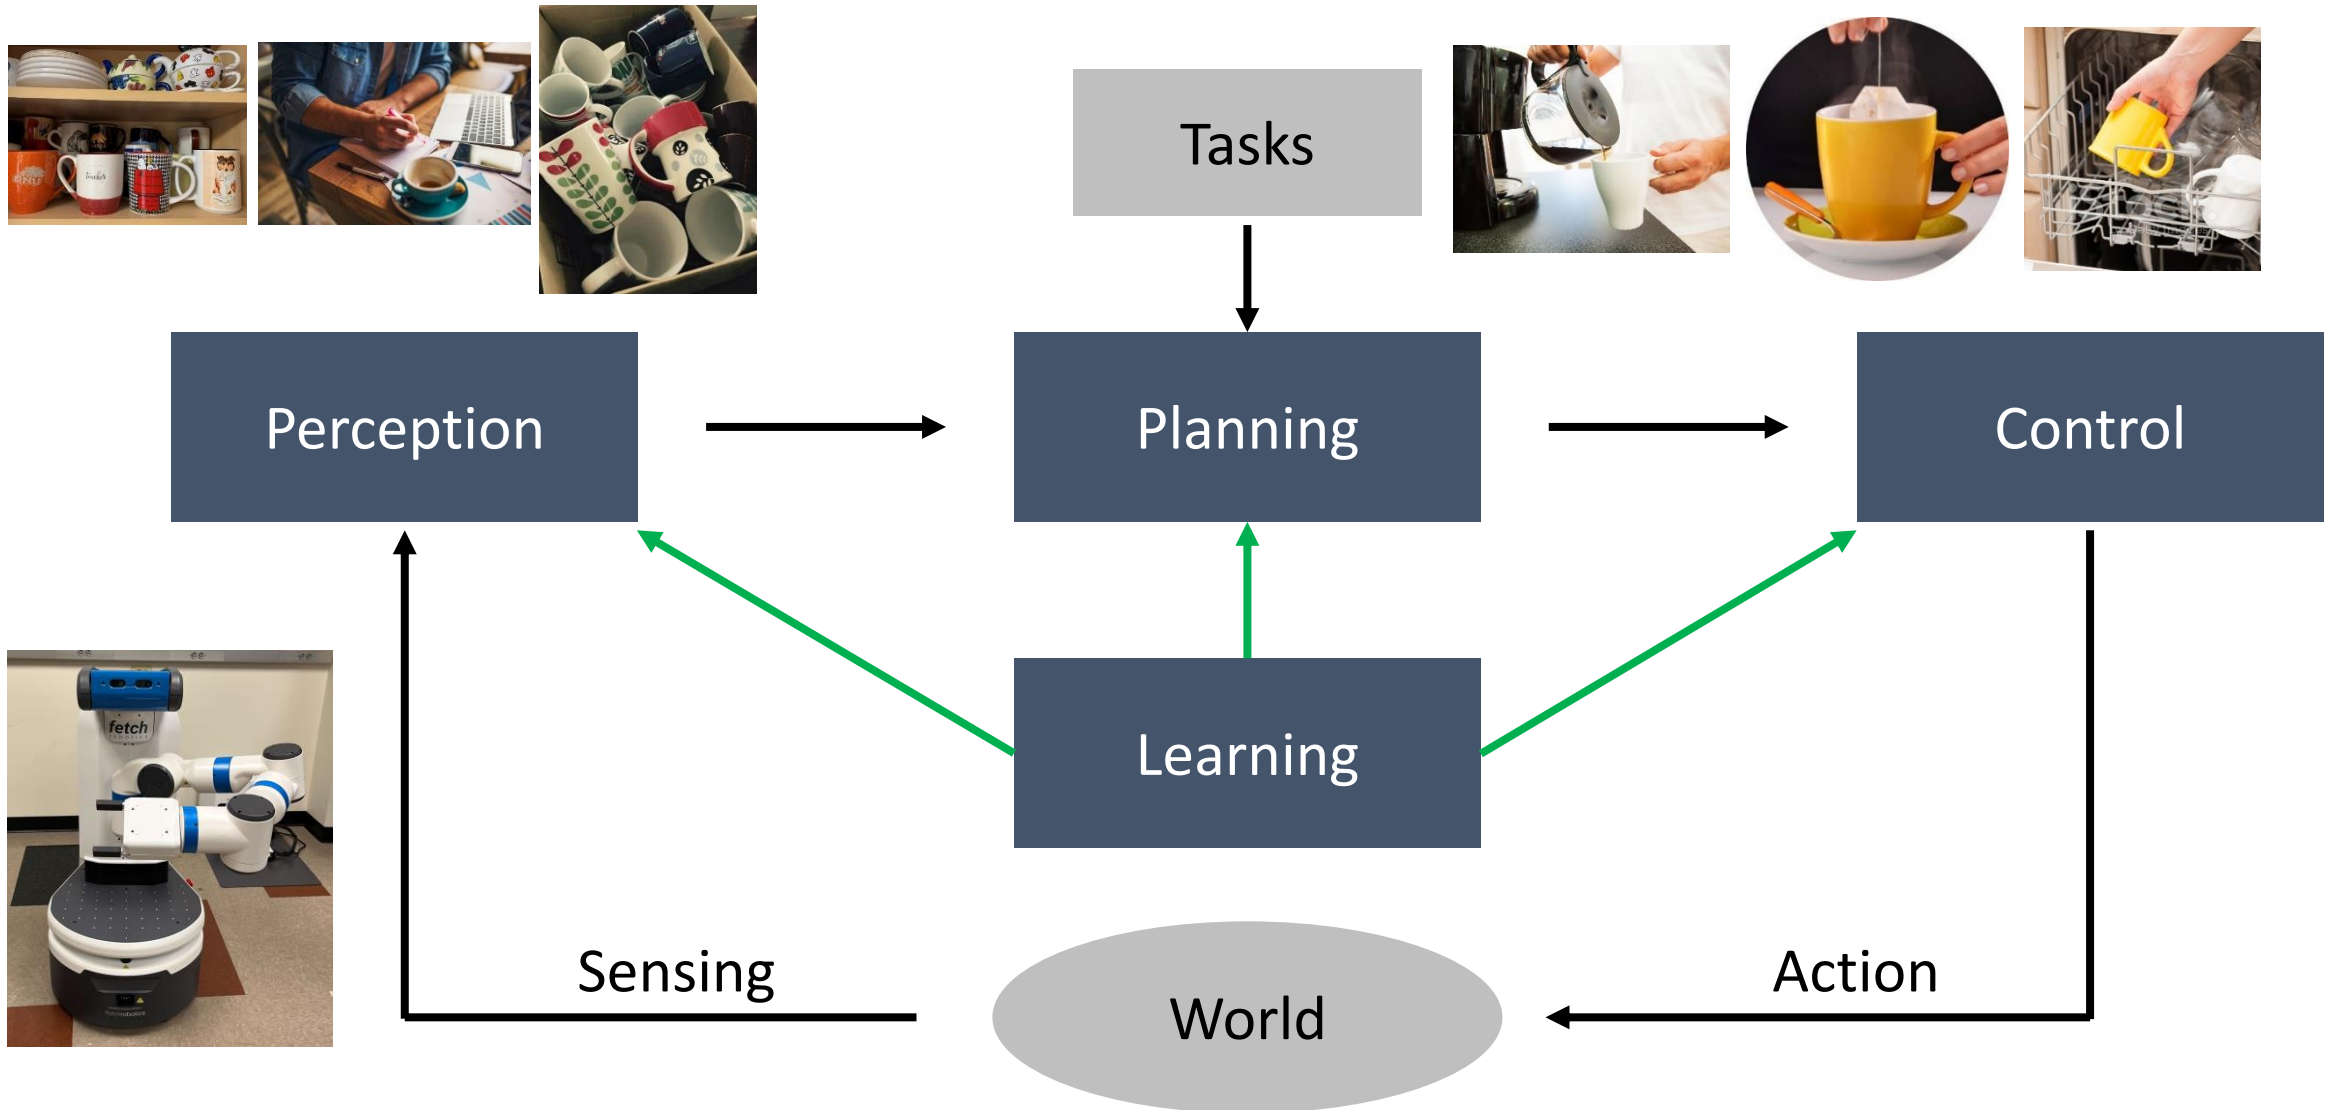 Tasks
Perception
Planning
Control
Learning
fetch
Sensing
World
Action